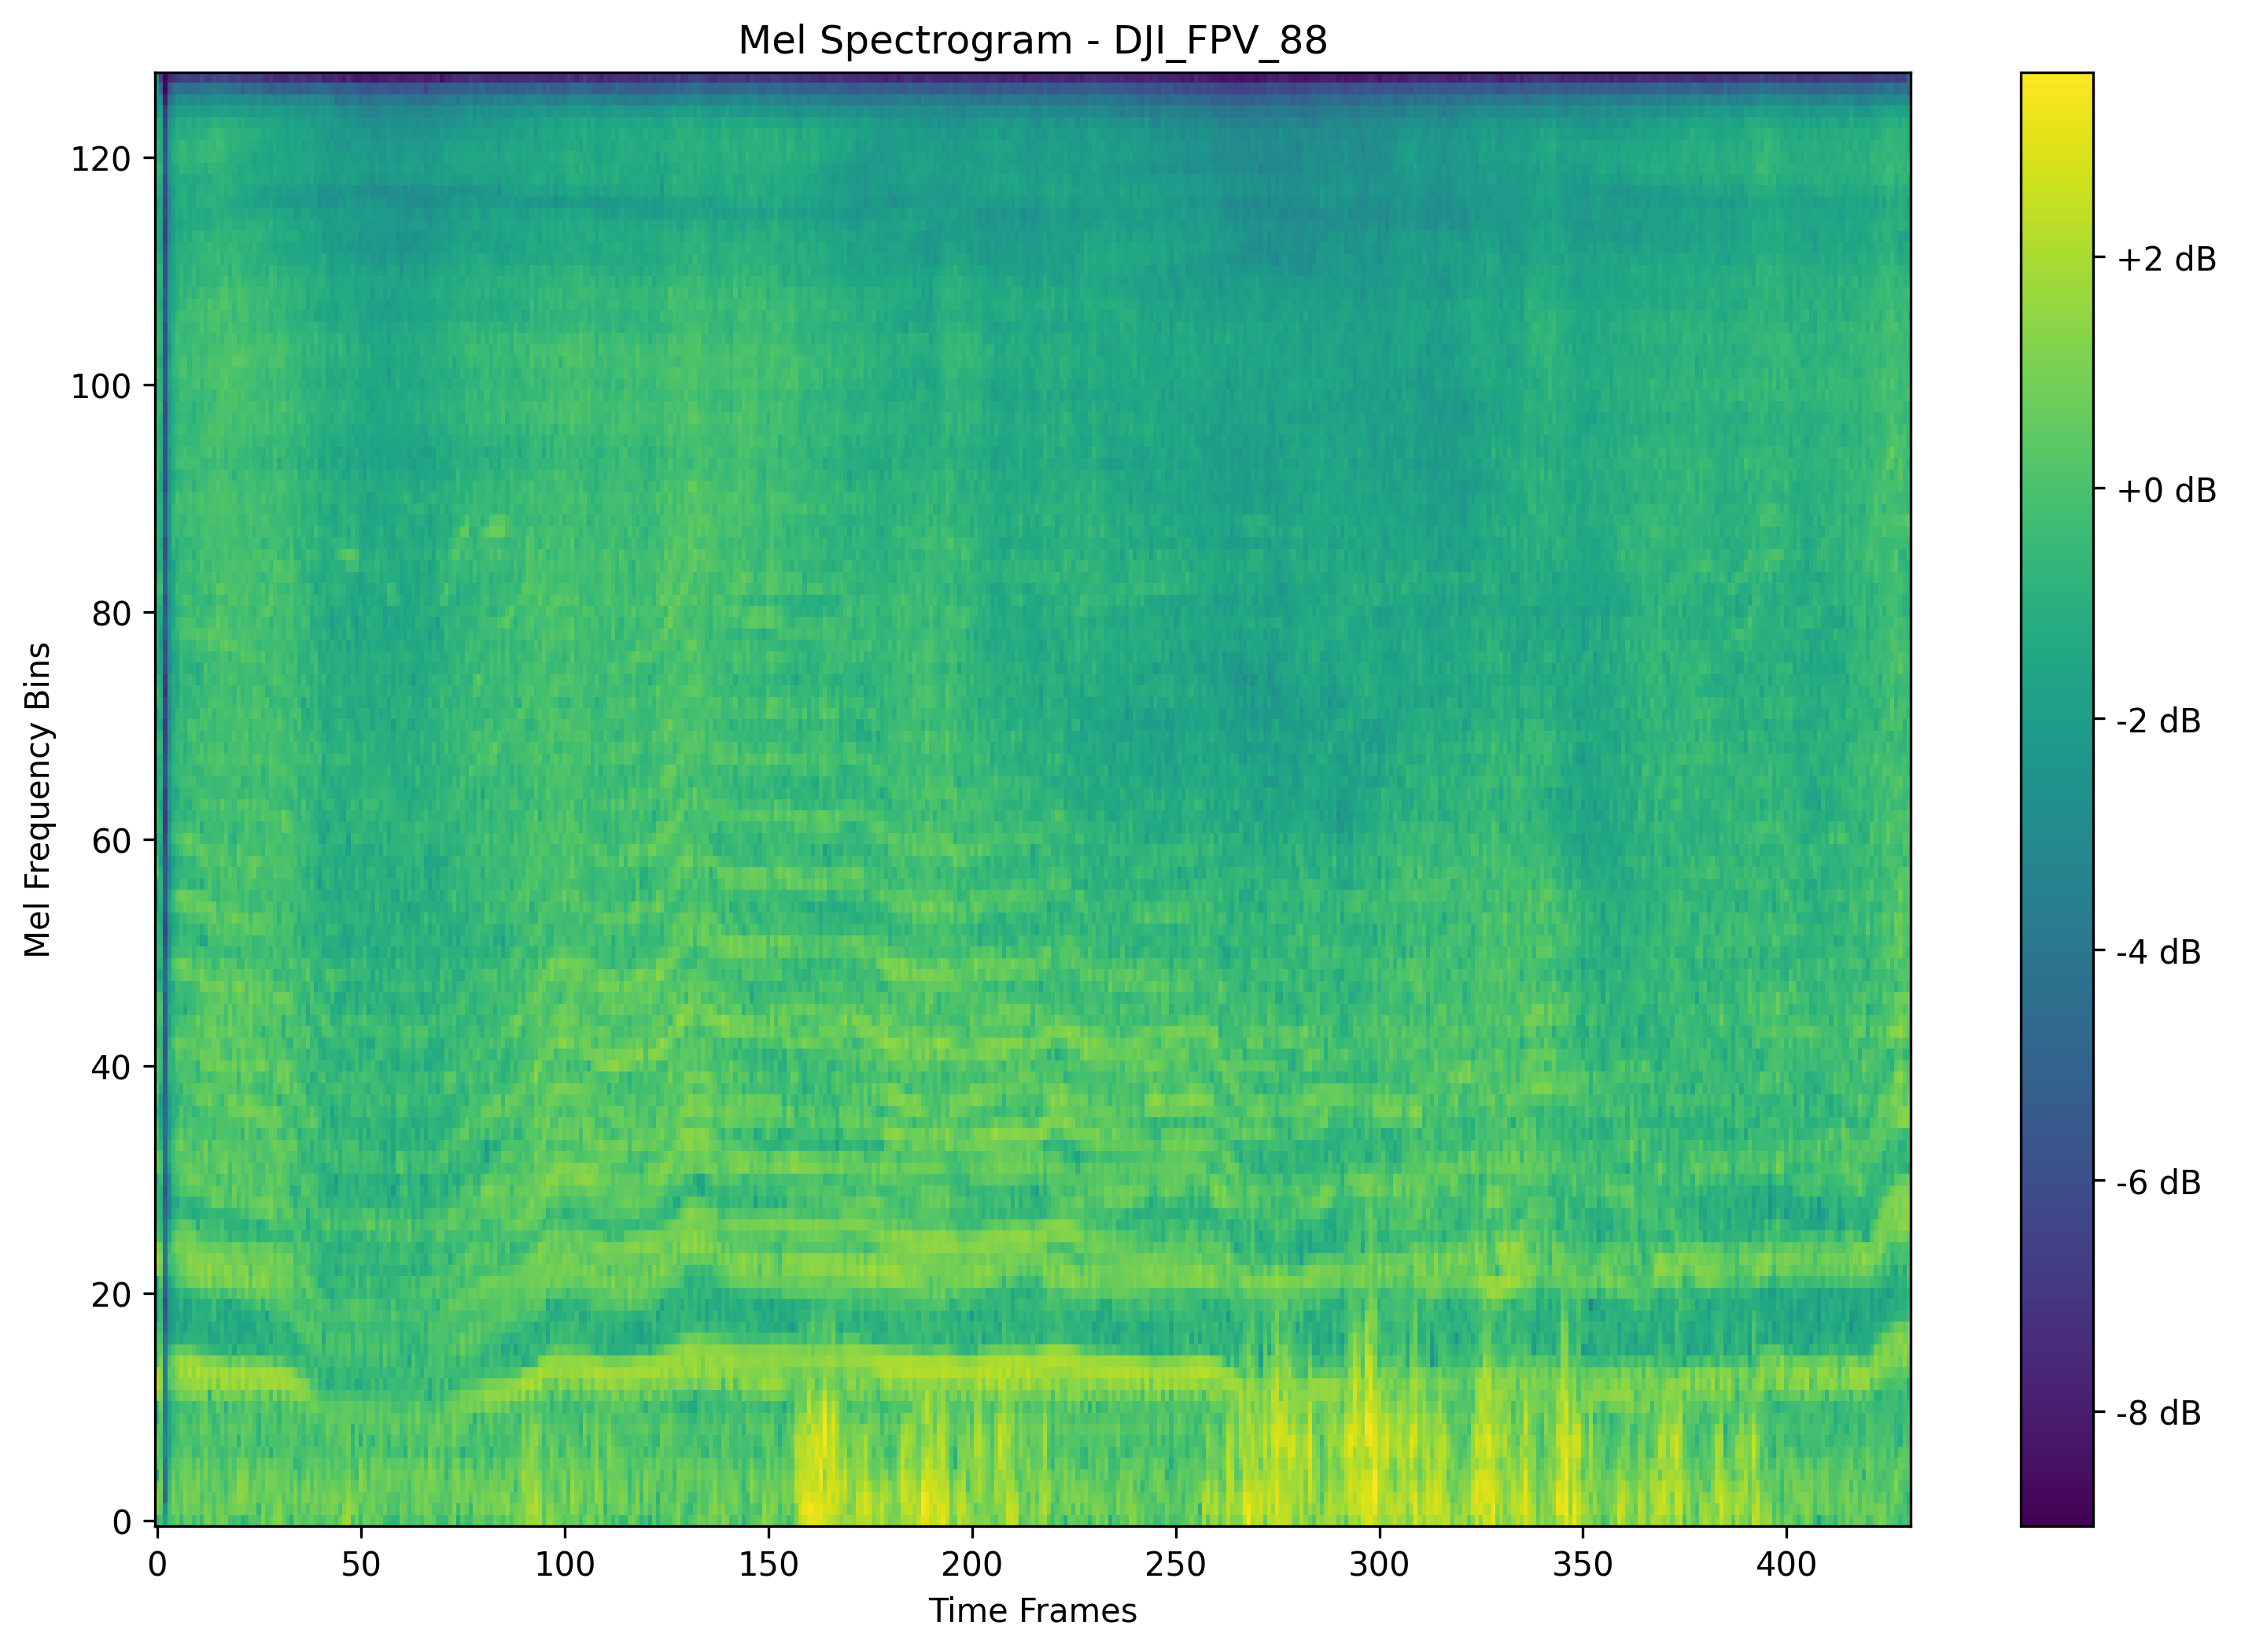 Mel Spectrogram - DJI_FPV_88
Mel Frequency Bins
120
100
80
60
40
20
0
0 50 100 150 200 250 300 350 400
Time Frames
+2 dB
+0 dB
-2 dB
-4 dB
-6 dB
-8 dB